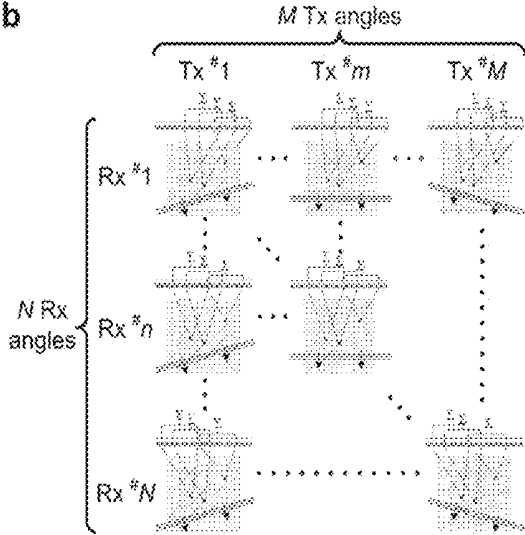 b
M Tx angles
Tx #1 Tx #m Tx #M
Rx #1
N Rx
angles
Rx #n
Rx #N